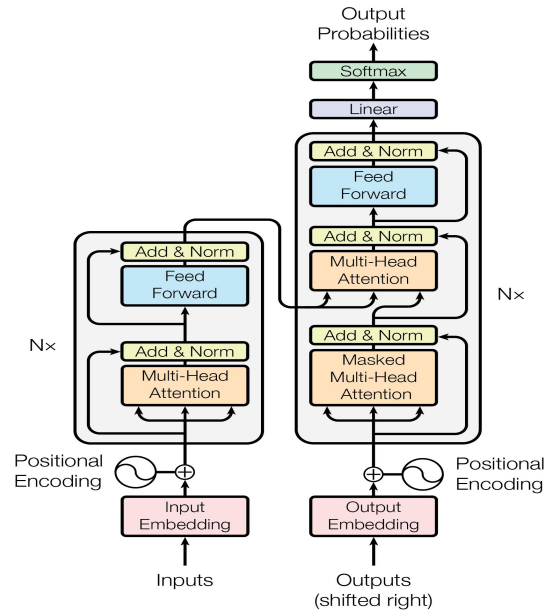 Output
Probabilities
Softmax
Linear
Add & Norm
Feed
Forward
Add & Norm
Multi-Head
Attention
Nx
Add & Norm
Masked
Multi-Head
Attention
Add & Norm
Feed
Forward
Nx
Add & Norm
Multi-Head
Attention
Positional
Encoding
Positional
Encoding
Input
Embedding
Output
Embedding
Inputs
Outputs
(shifted right)